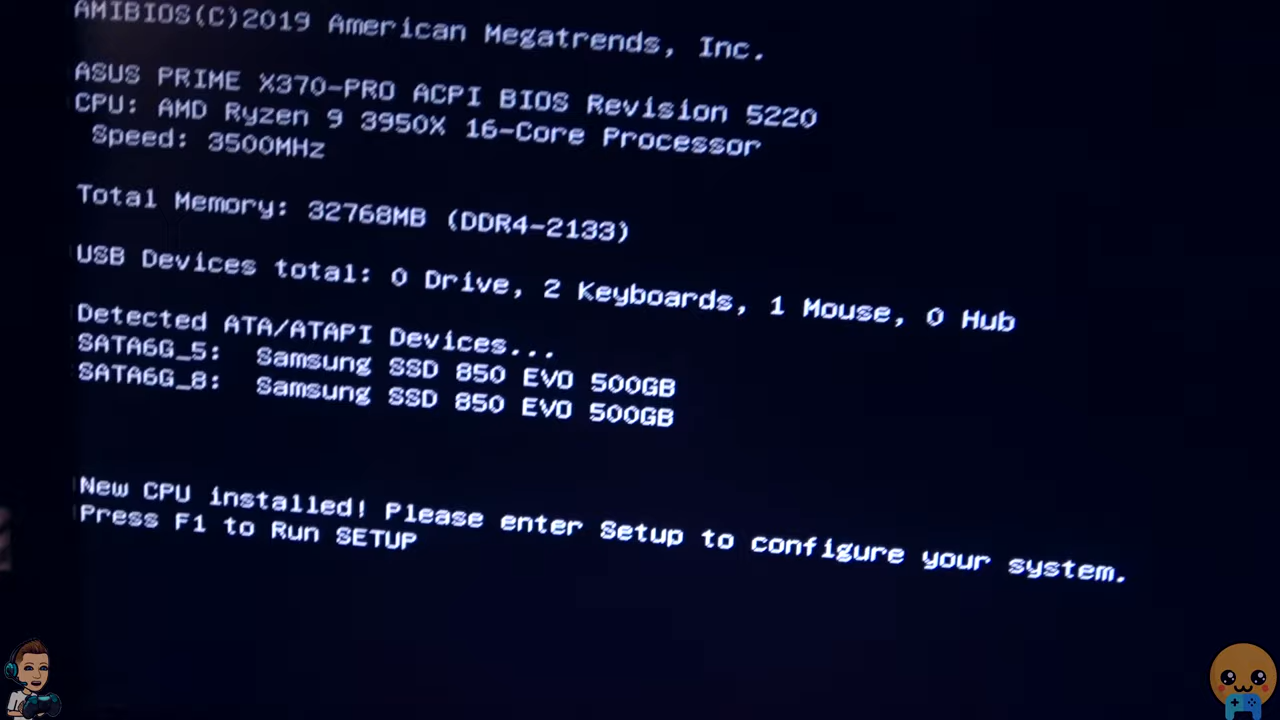 AMIBIOS(C)2019 American Megatrends, Inc.
ASUS PRIME X370-PRO ACPI BIOS Revision 5220
CPU: AMD Ryzen 9 3950X 16-Core Processor
Speed: 3500MHz
Total Memory: 32768MB (DDR4-2133)
USB Devices total: 0 Drive, 2 Keyboards, 1 Mouse, 0 Hub
Detected ATA/ATAPI Devices...
SATA6G_5: Samsung SSD 850 EVO 500GB
SATA6G_8: Samsung SSD 850 EVO 500GB
New CPU installed! Please enter Setup to configure your system.
Press F1 to Run SETUP